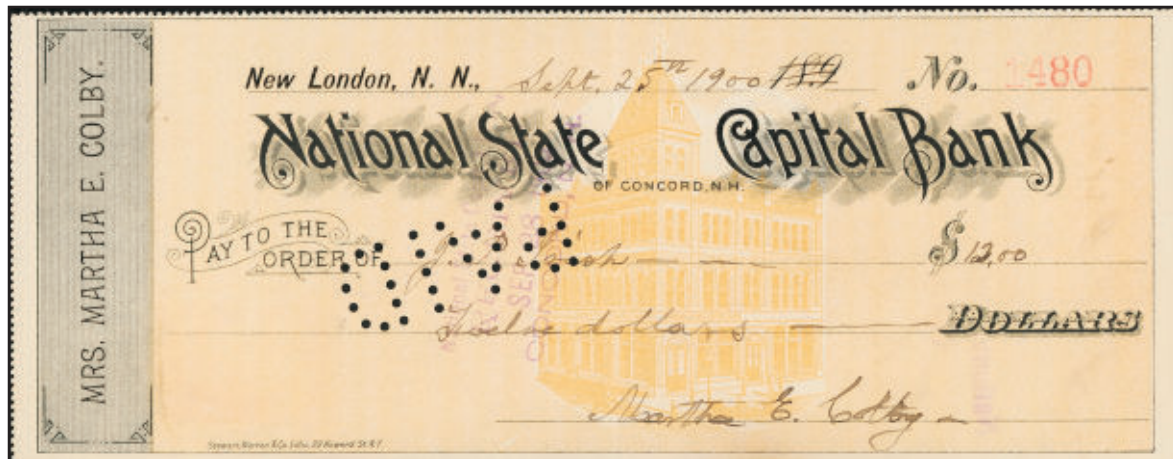 MRS. MARTHA E. COLBY.
New London, N. N., Sept. 25th 1900 189 No. 1480
National State Capital Bank
OF CONCORD, N.H.
PAY TO THE
ORDER OF J. P. $ 12.00
Twelve dollars DOLLARS
Martha E. Colby